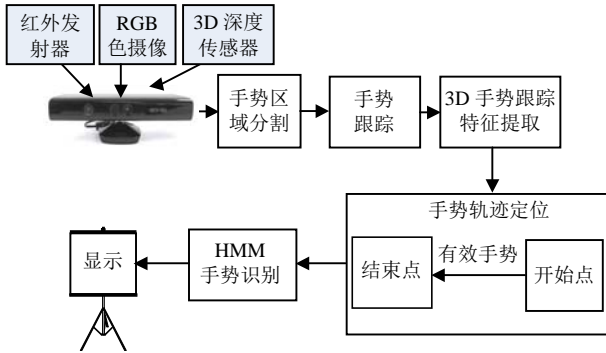 红外发
射器
RGB
色摄像
3D 深度
传感器
手势区
域分割
手势
跟踪
3D 手势跟踪
特征提取
手势轨迹定位
结束点
有效手势
开始点
HMM
手势识别
显示